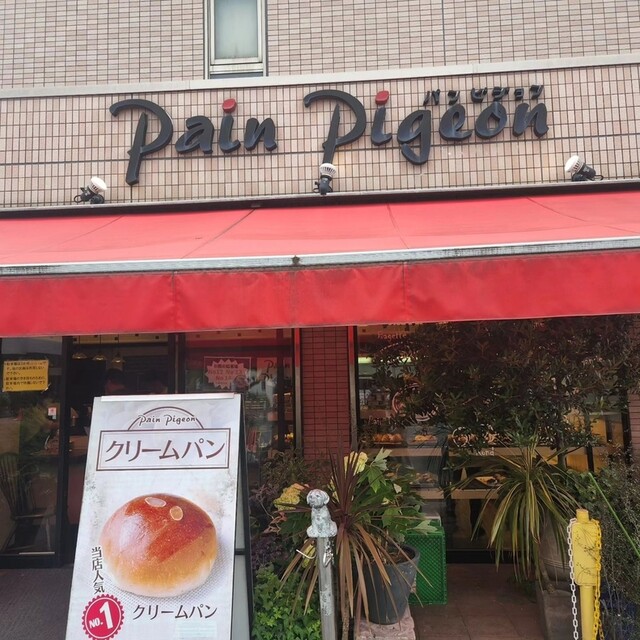 パン ピジョン
Pain Pigeon
Pain Pigeon
クリームパン
当店人気
NO.1
クリームパン